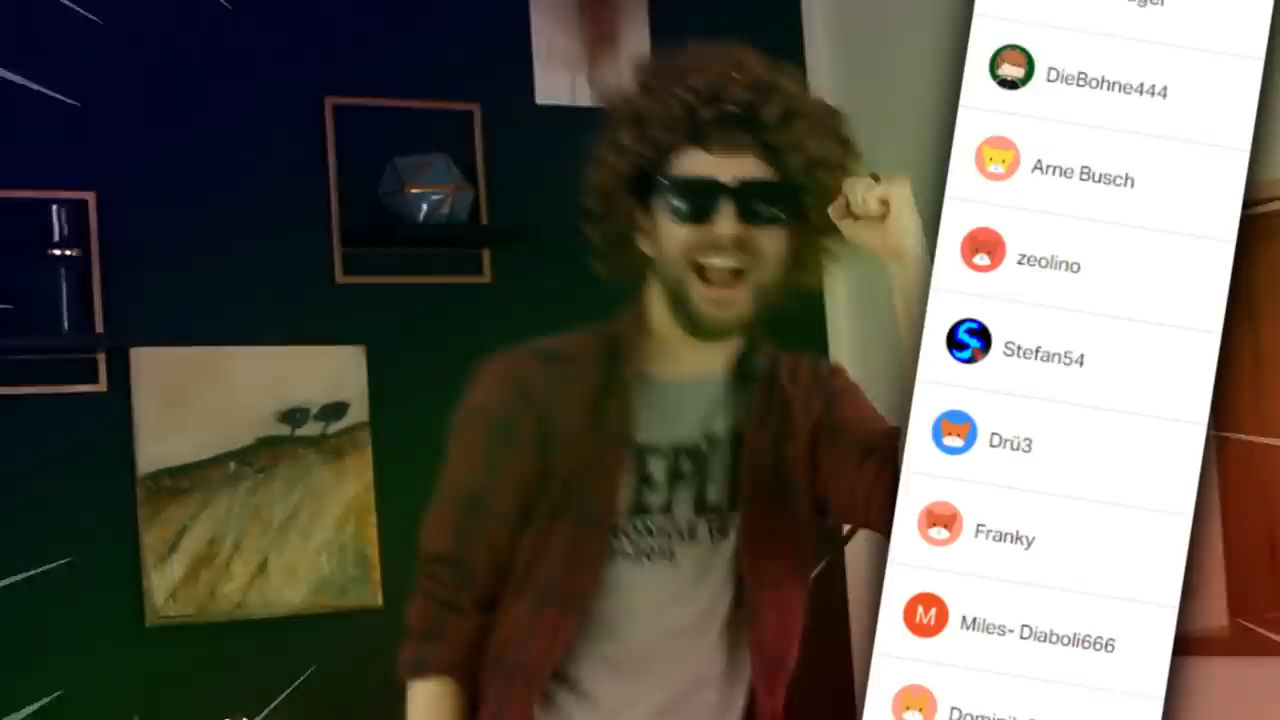 DieBohne444
Arne Busch
zeolino
Stefan54
Drü3
Franky
M
Miles- Diaboli666